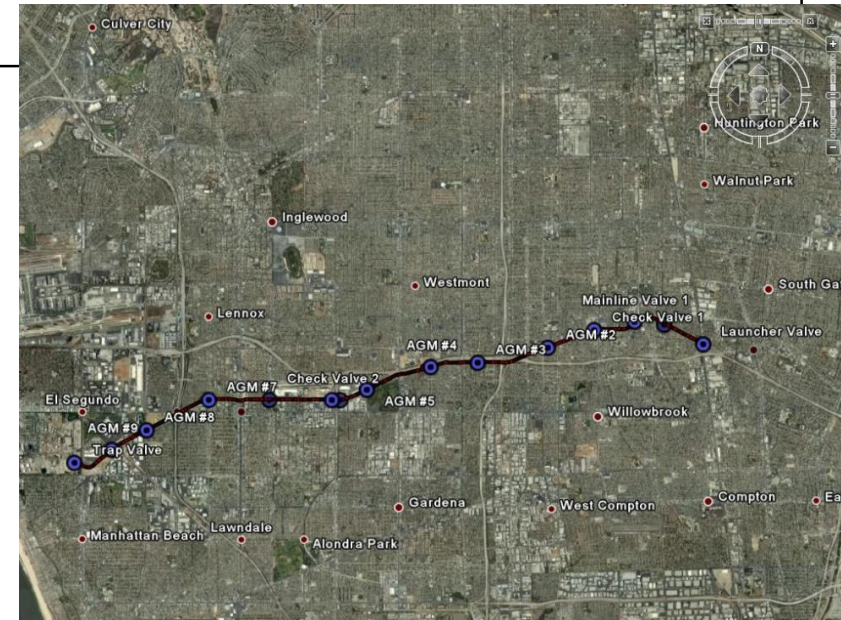 Culver City
N
Huntington Park
Walnut Park
Inglewood
Westmont
South Ga
Mainline Valve 1
Lennox
Check Valve 1
Launcher Valve
AGM #2
AGM #4
AGM #3
Check Valve 2
AGM #7
El Segundo
AGM #5
AGM #8
Willowbrook
AGM #9
Trap Valve
Gardena
West Compton
Compton
Ea
Lawndale
Manhattan Beach
Alondra Park